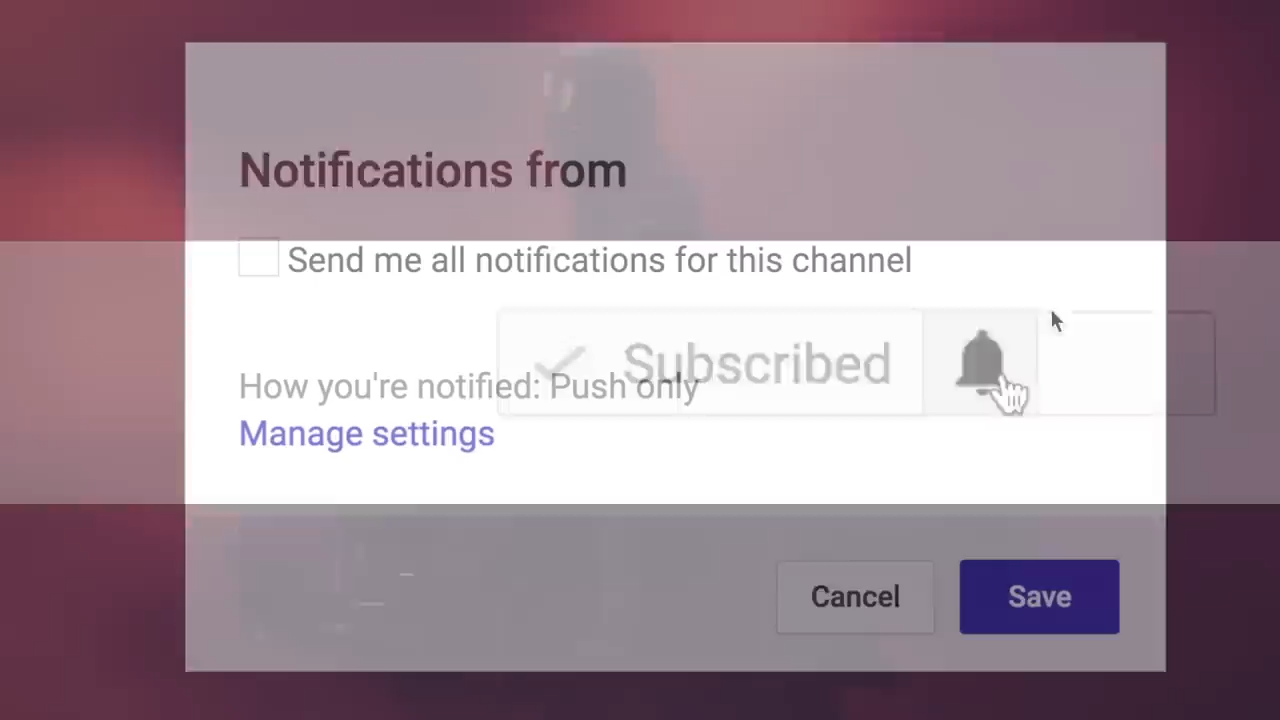 Notifications from
Send me all notifications for this channel
Subscribed
How you're notified: Push only
Manage settings
Cancel
Save